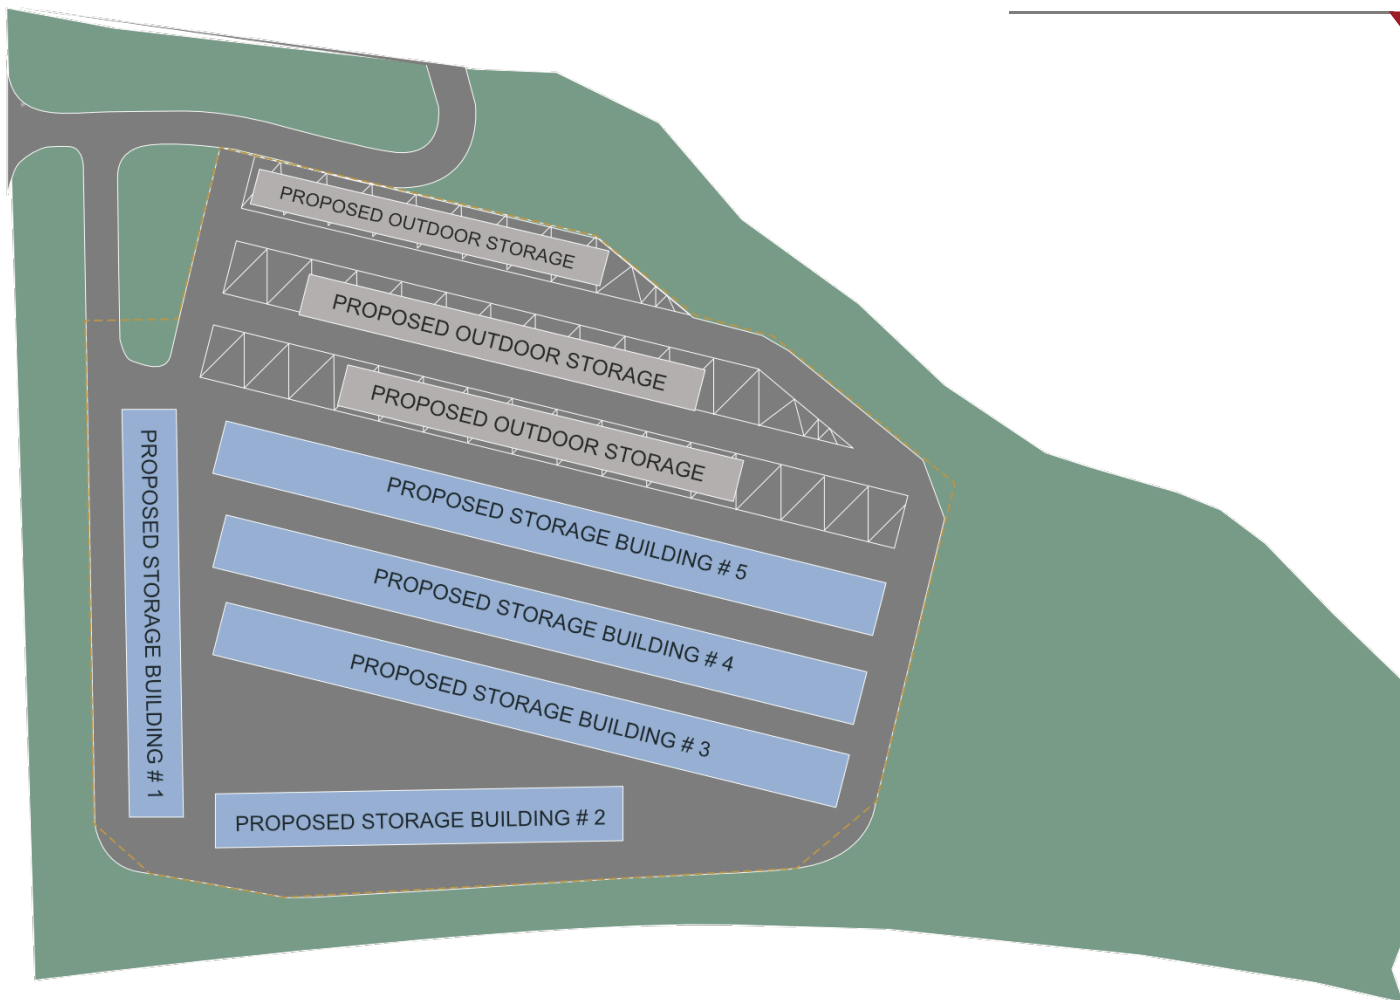 PROPOSED OUTDOOR STORAGE
PROPOSED OUTDOOR STORAGE
PROPOSED OUTDOOR STORAGE
PROPOSED STORAGE BUILDING # 5
PROPOSED STORAGE BUILDING # 4
PROPOSED STORAGE BUILDING # 3
PROPOSED STORAGE BUILDING # 1
PROPOSED STORAGE BUILDING # 2